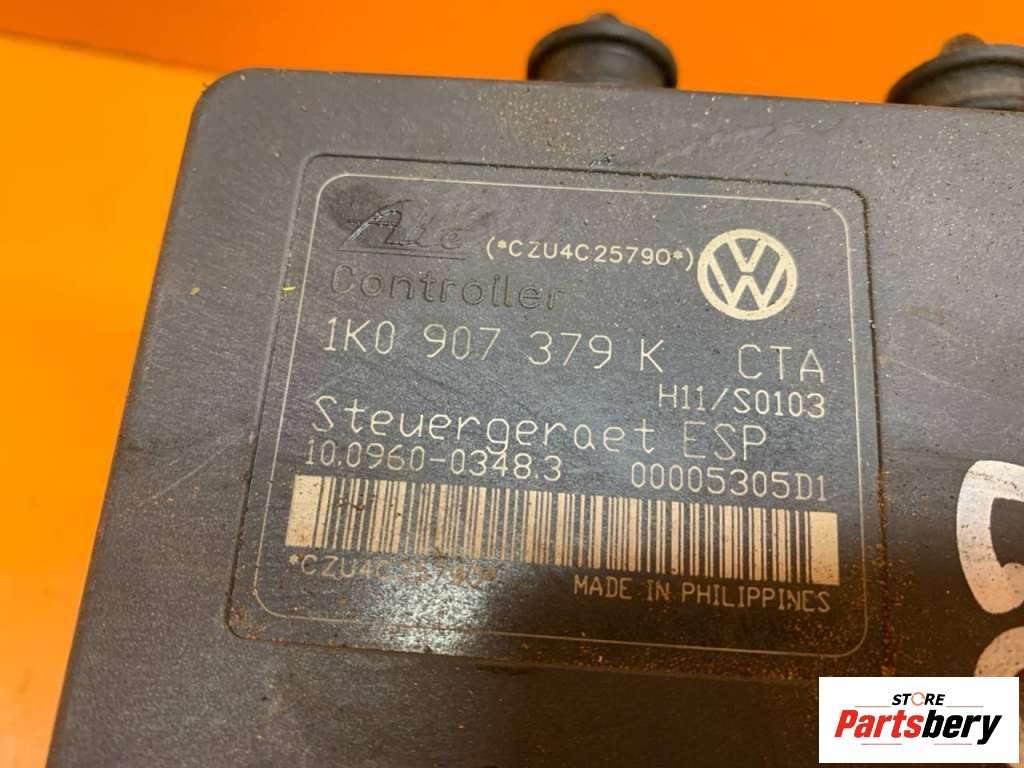 Ate (*CZU4C25790*)
Controller
1K0 907 379 K CTA
H11/S0103
Steuergeraet ESP
10.0960-0348.3 00005305D1
*CZU4C25790*
MADE IN PHILIPPINES
STORE
Partsbery